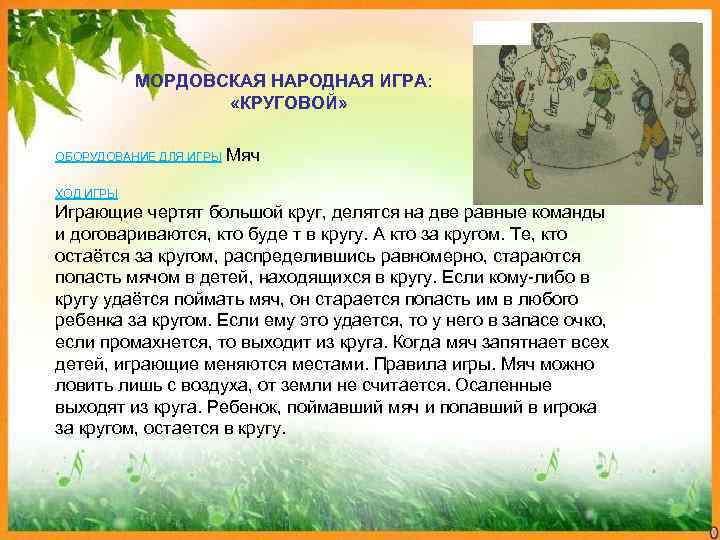 МОРДОВСКАЯ НАРОДНАЯ ИГРА:
«КРУГОВОЙ»
ОБОРУДОВАНИЕ ДЛЯ ИГРЫ Мяч
ХОД ИГРЫ
Играющие чертят большой круг, делятся на две равные команды
и договариваются, кто буде т в кругу. А кто за кругом. Те, кто
остаётся за кругом, распределившись равномерно, стараются
попасть мячом в детей, находящихся в кругу. Если кому-либо в
кругу удаётся поймать мяч, он старается попасть им в любого
ребенка за кругом. Если ему это удается, то у него в запасе очко,
если промахнется, то выходит из круга. Когда мяч запятнает всех
детей, играющие меняются местами. Правила игры. Мяч можно
ловить лишь с воздуха, от земли не считается. Осаленные
выходят из круга. Ребенок, поймавший мяч и попавший в игрока
за кругом, остается в кругу.
0